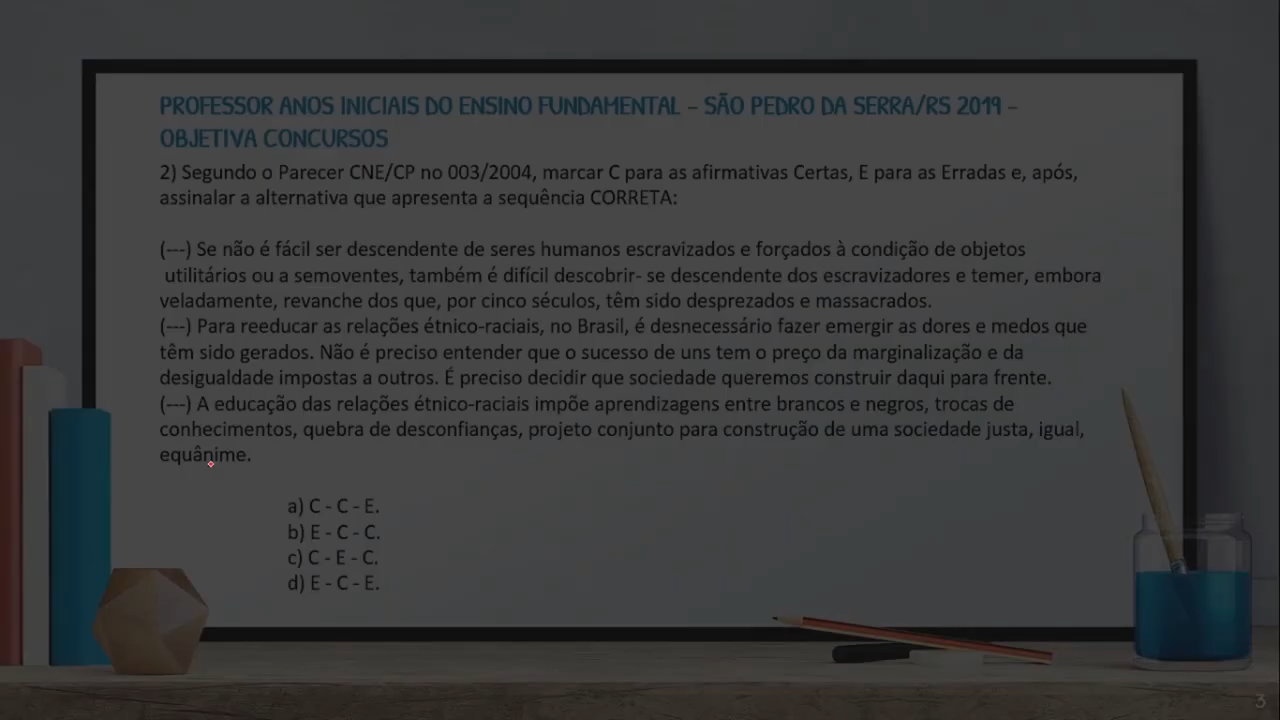 PROFESSOR ANOS INICIAIS DO ENSINO FUNDAMENTAL – SÃO PEDRO DA SERRA/RS 2019 –
OBJETIVA CONCURSOS
2) Segundo o Parecer CNE/CP no 003/2004, marcar C para as afirmativas Certas, E para as Erradas e, após,
assinalar a alternativa que apresenta a sequência CORRETA:
(---) Se não é fácil ser descendente de seres humanos escravizados e forçados à condição de objetos
utilitários ou a semoventes, também é difícil descobrir- se descendente dos escravizadores e temer, embora
veladamente, revanche dos que, por cinco séculos, têm sido desprezados e massacrados.
(---) Para reeducar as relações étnico-raciais, no Brasil, é desnecessário fazer emergir as dores e medos que
têm sido gerados. Não é preciso entender que o sucesso de uns tem o preço da marginalização e da
desigualdade impostas a outros. É preciso decidir que sociedade queremos construir daqui para frente.
(---) A educação das relações étnico-raciais impõe aprendizagens entre brancos e negros, trocas de
conhecimentos, quebra de desconfianças, projeto conjunto para construção de uma sociedade justa, igual,
equânime.
a) C - C - E.
b) E - C - C.
c) C - E - C.
d) E - C - E.
3